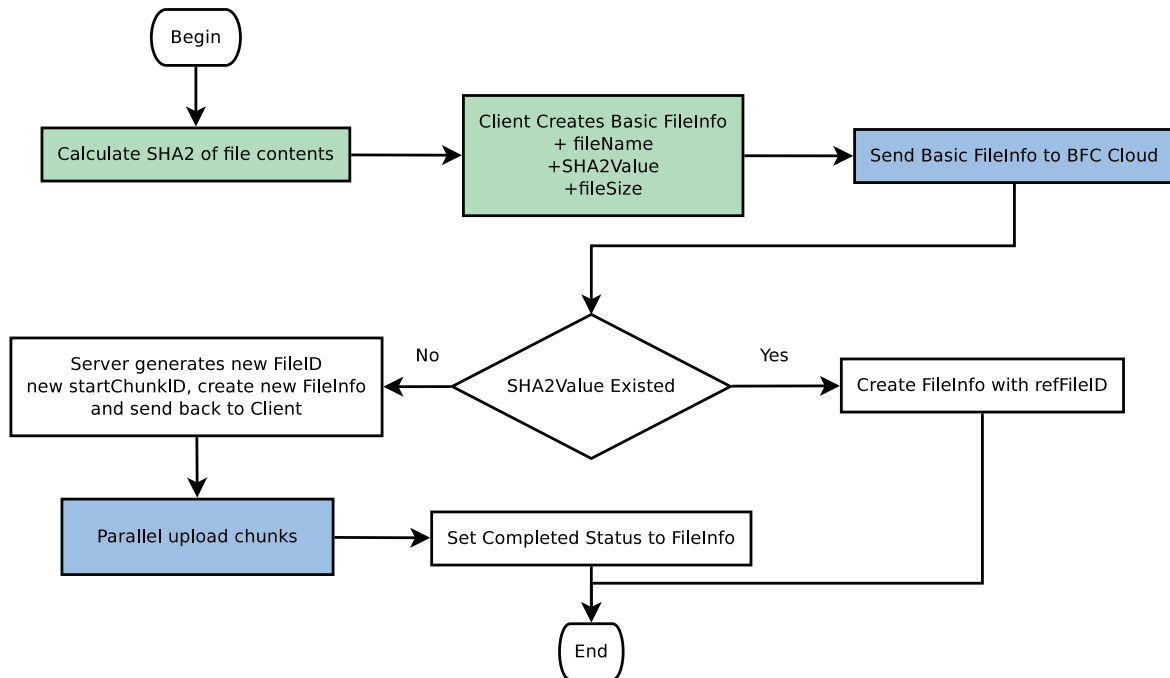 Begin
Calculate SHA2 of file contents
Client Creates Basic FileInfo
+ fileName
+SHA2Value
+fileSize
Send Basic FileInfo to BFC Cloud
No
Yes
Server generates new FileID
new startChunkID, create new FileInfo
and send back to Client
SHA2Value Existed
Create FileInfo with refFileID
Parallel upload chunks
Set Completed Status to FileInfo
End